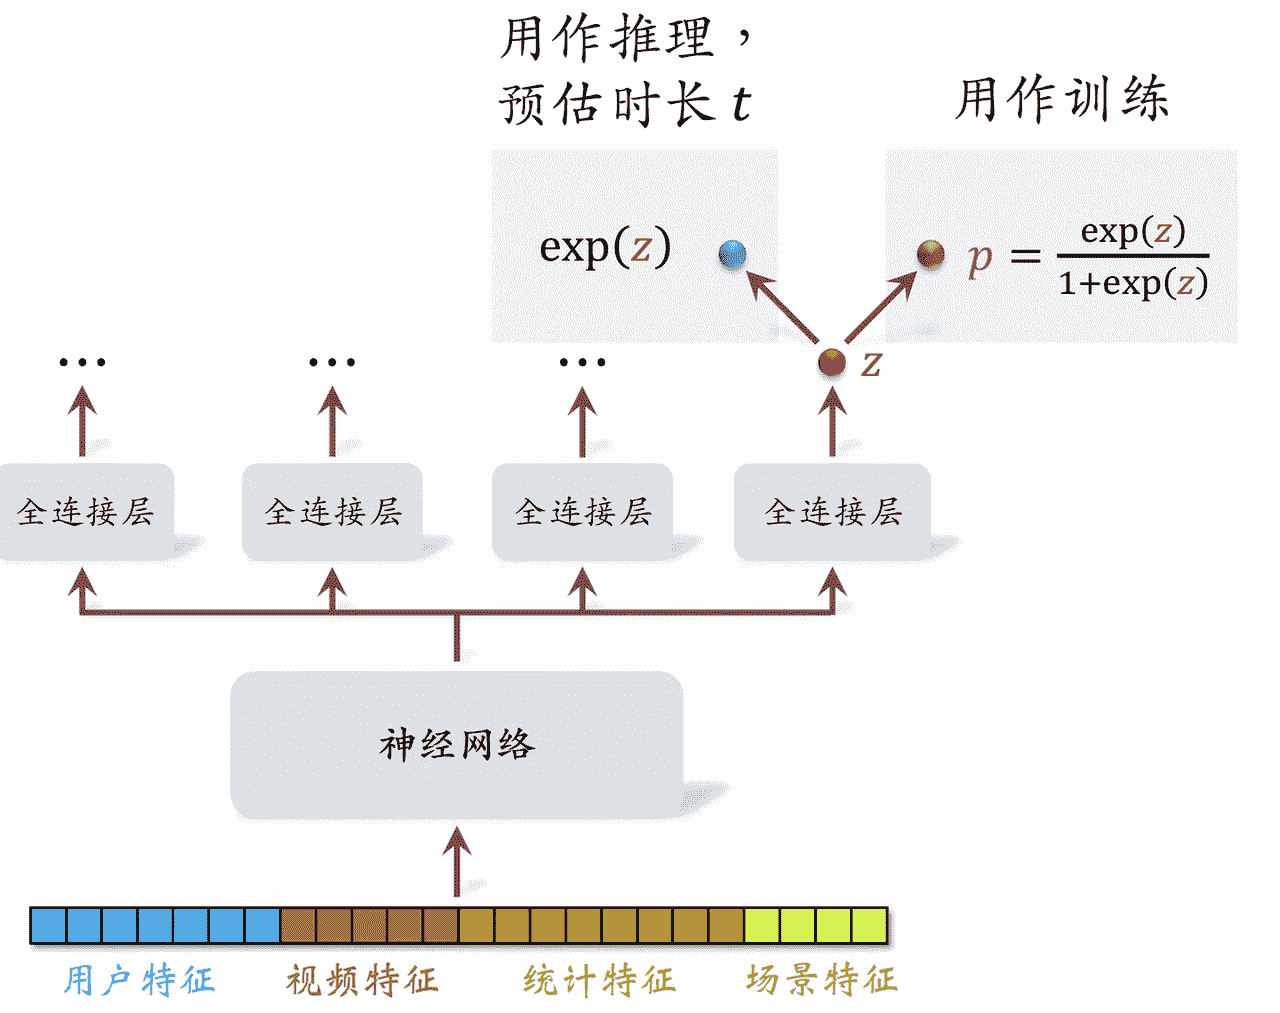 用作推理，
预估时长 t
用作训练
exp(z)
p = exp(z) / 1+exp(z)
z
... ... ...
全连接层 全连接层 全连接层 全连接层
神经网络
用户特征 视频特征 统计特征 场景特征